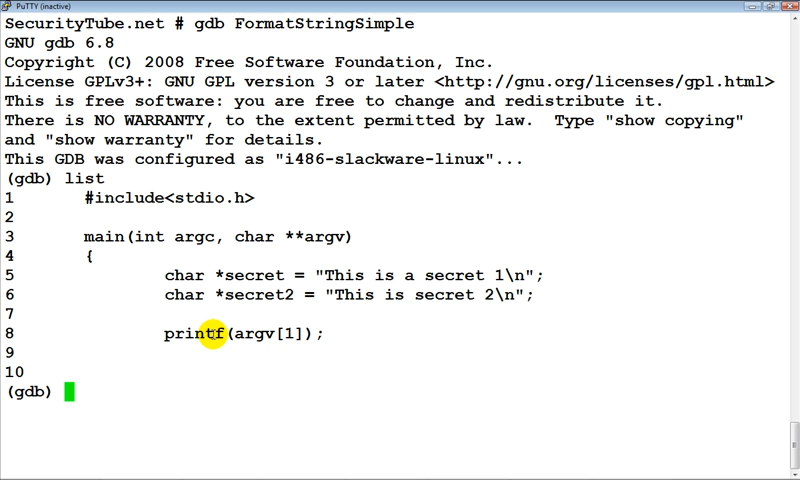 PuTTY (inactive)
SecurityTube.net # gdb FormatStringSimple
GNU gdb 6.8
Copyright (C) 2008 Free Software Foundation, Inc.
License GPLv3+: GNU GPL version 3 or later <http://gnu.org/licenses/gpl.html>
This is free software: you are free to change and redistribute it.
There is NO WARRANTY, to the extent permitted by law.  Type "show copying"
and "show warranty" for details.
This GDB was configured as "i486-slackware-linux"...
(gdb) list
1       #include<stdio.h>
2
3       main(int argc, char **argv)
4       {
5               char *secret = "This is a secret 1\n";
6               char *secret2 = "This is secret 2\n";
7
8               printf(argv[1]);
9
10
(gdb)